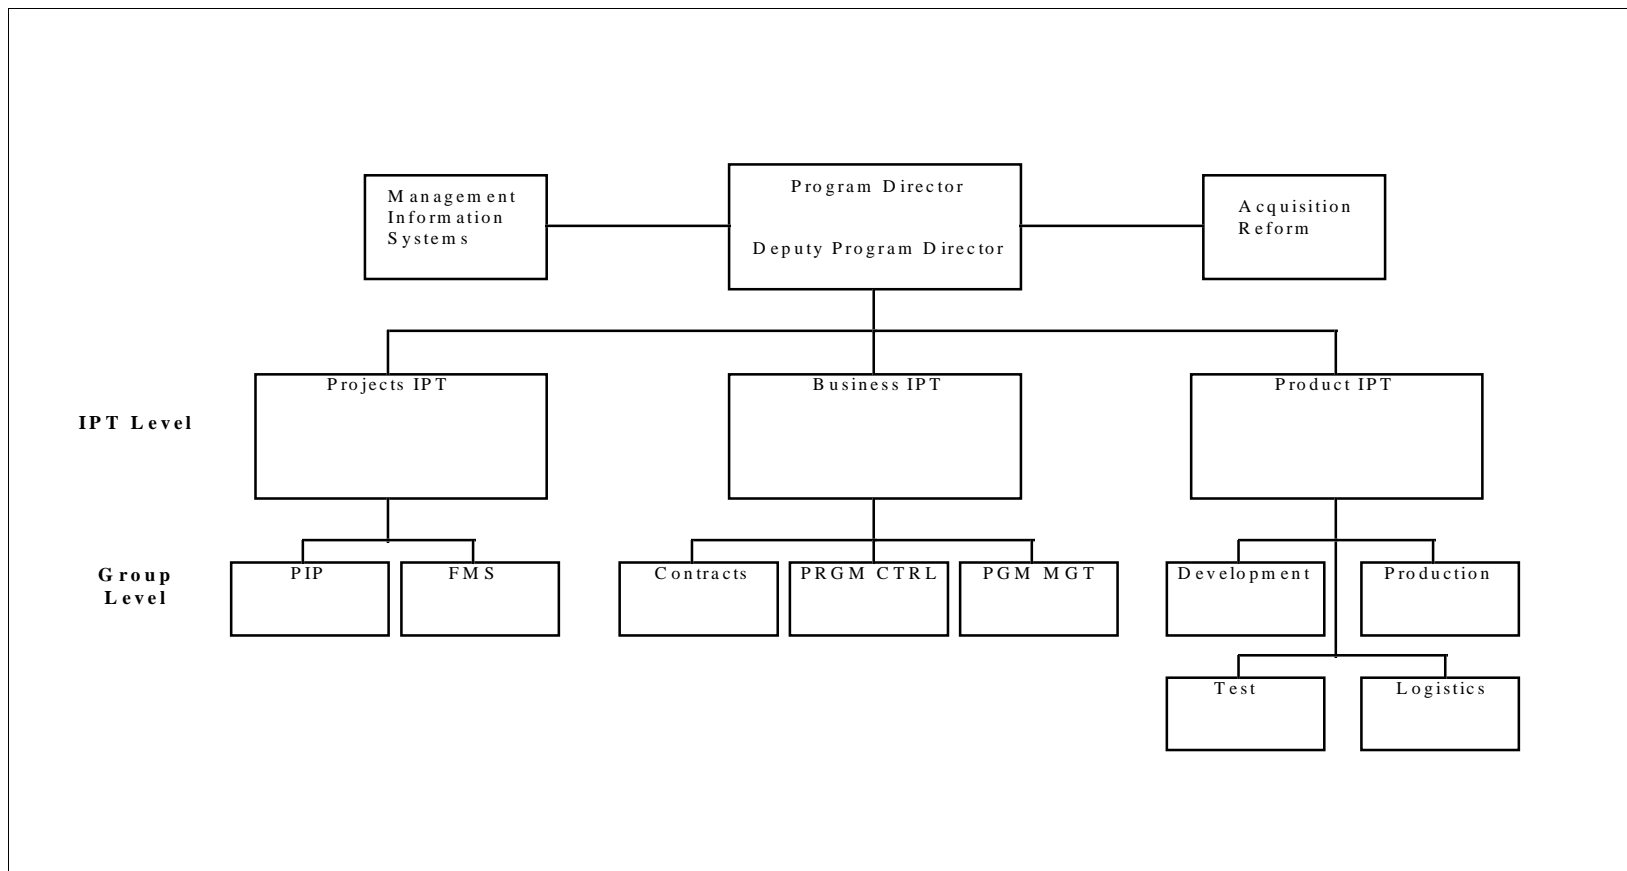 Program Director
Management
Information
Systems
Acquisition
Reform
Deputy Program Director
Projects IPT
Business IPT
Product IPT
IPT Level
Group
Level
PIP
FMS
Contracts
PRGM CTRL
PGM MGT
Development
Production
Test
Logistics